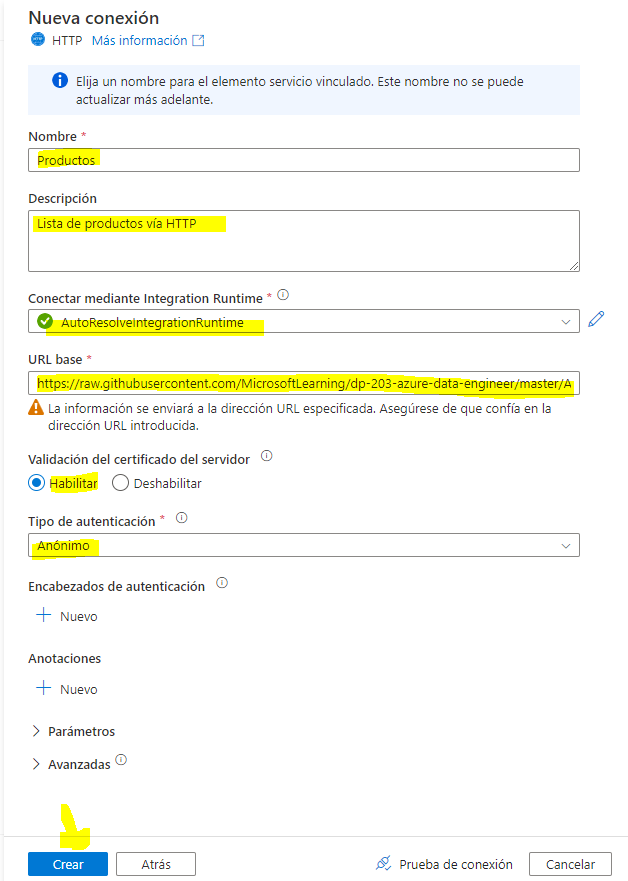 Nueva conexión
HTTP Más información
Elija un nombre para el elemento servicio vinculado. Este nombre no se puede
actualizar más adelante.
Nombre *
Productos
Descripción
Lista de productos vía HTTP
Conectar mediante Integration Runtime *
AutoResolveIntegrationRuntime
URL base *
https://raw.githubusercontent.com/MicrosoftLearning/dp-203-azure-data-engineer/master/A
La información se enviará a la dirección URL especificada. Asegúrese de que confía en la
dirección URL introducida.
Validación del certificado del servidor
Habilitar Deshabilitar
Tipo de autenticación *
Anónimo
Encabezados de autenticación
Nuevo
Anotaciones
Nuevo
Parámetros
Avanzadas
Crear Atrás Prueba de conexión Cancelar